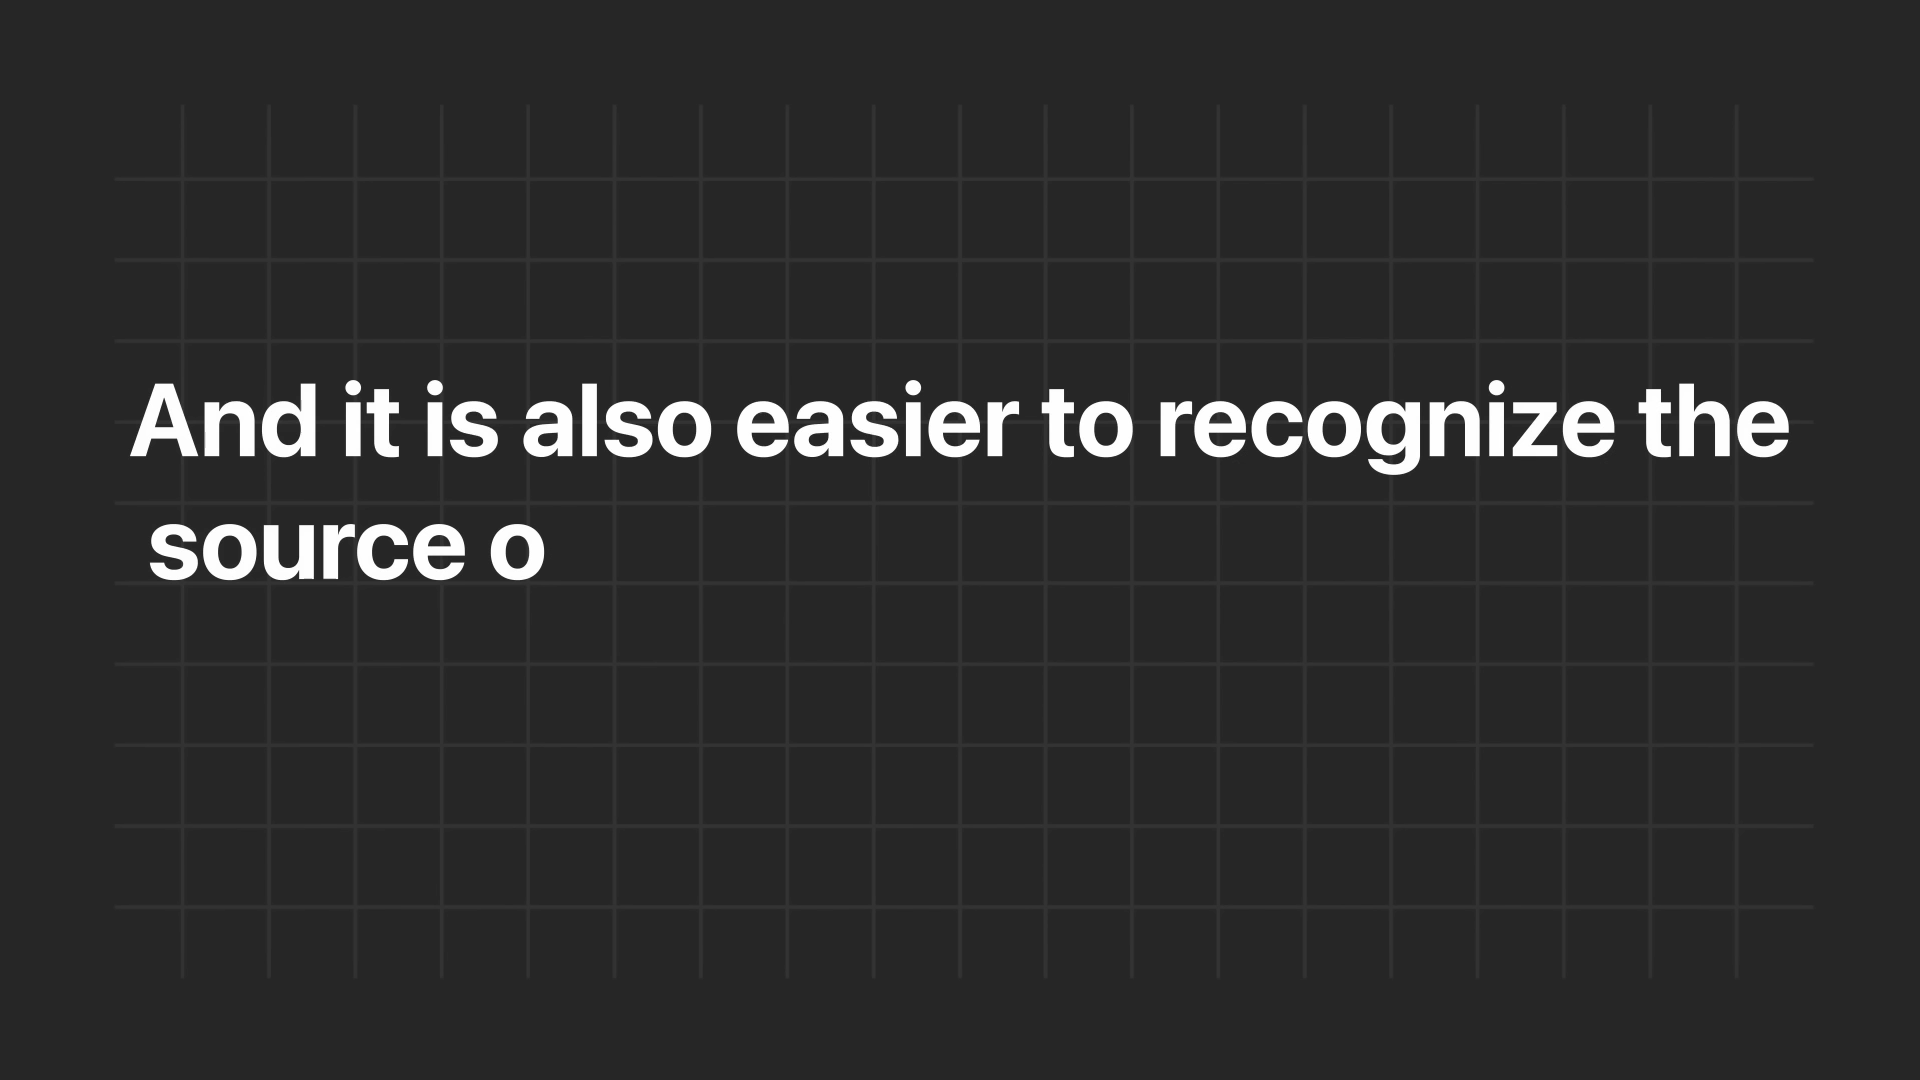 And it is also easier to recognize the
source o